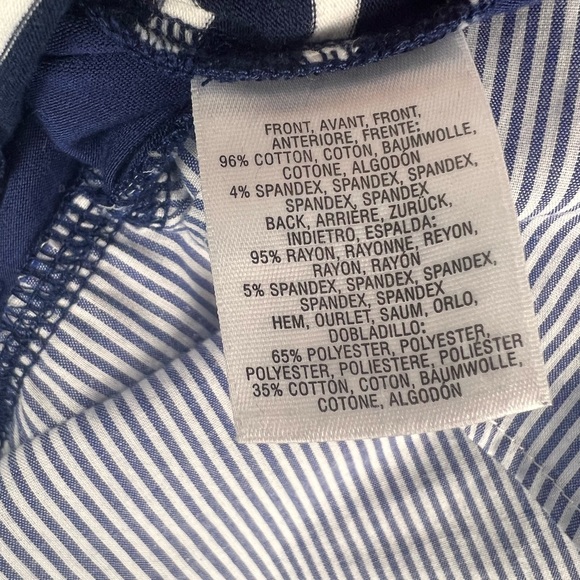 FRONT, AVANT, FRONT,
ANTERIORE, FRENTE:
96% COTTON, COTON, BAUMWOLLE,
COTONE, ALGODÓN
4% SPANDEX, SPANDEX, SPANDEX,
SPANDEX, SPANDEX
BACK, ARRIÈRE, ZURÜCK,
INDIETRO, ESPALDA:
95% RAYON, RAYONNE, REYON,
RAYON, RAYON
5% SPANDEX, SPANDEX, SPANDEX,
SPANDEX, SPANDEX
HEM, OURLET, SAUM, ORLO,
DOBLADILLO:
65% POLYESTER, POLYESTER,
POLYESTER, POLIESTERE, POLIÉSTER
35% COTTON, COTON, BAUMWOLLE,
COTONE, ALGODÓN